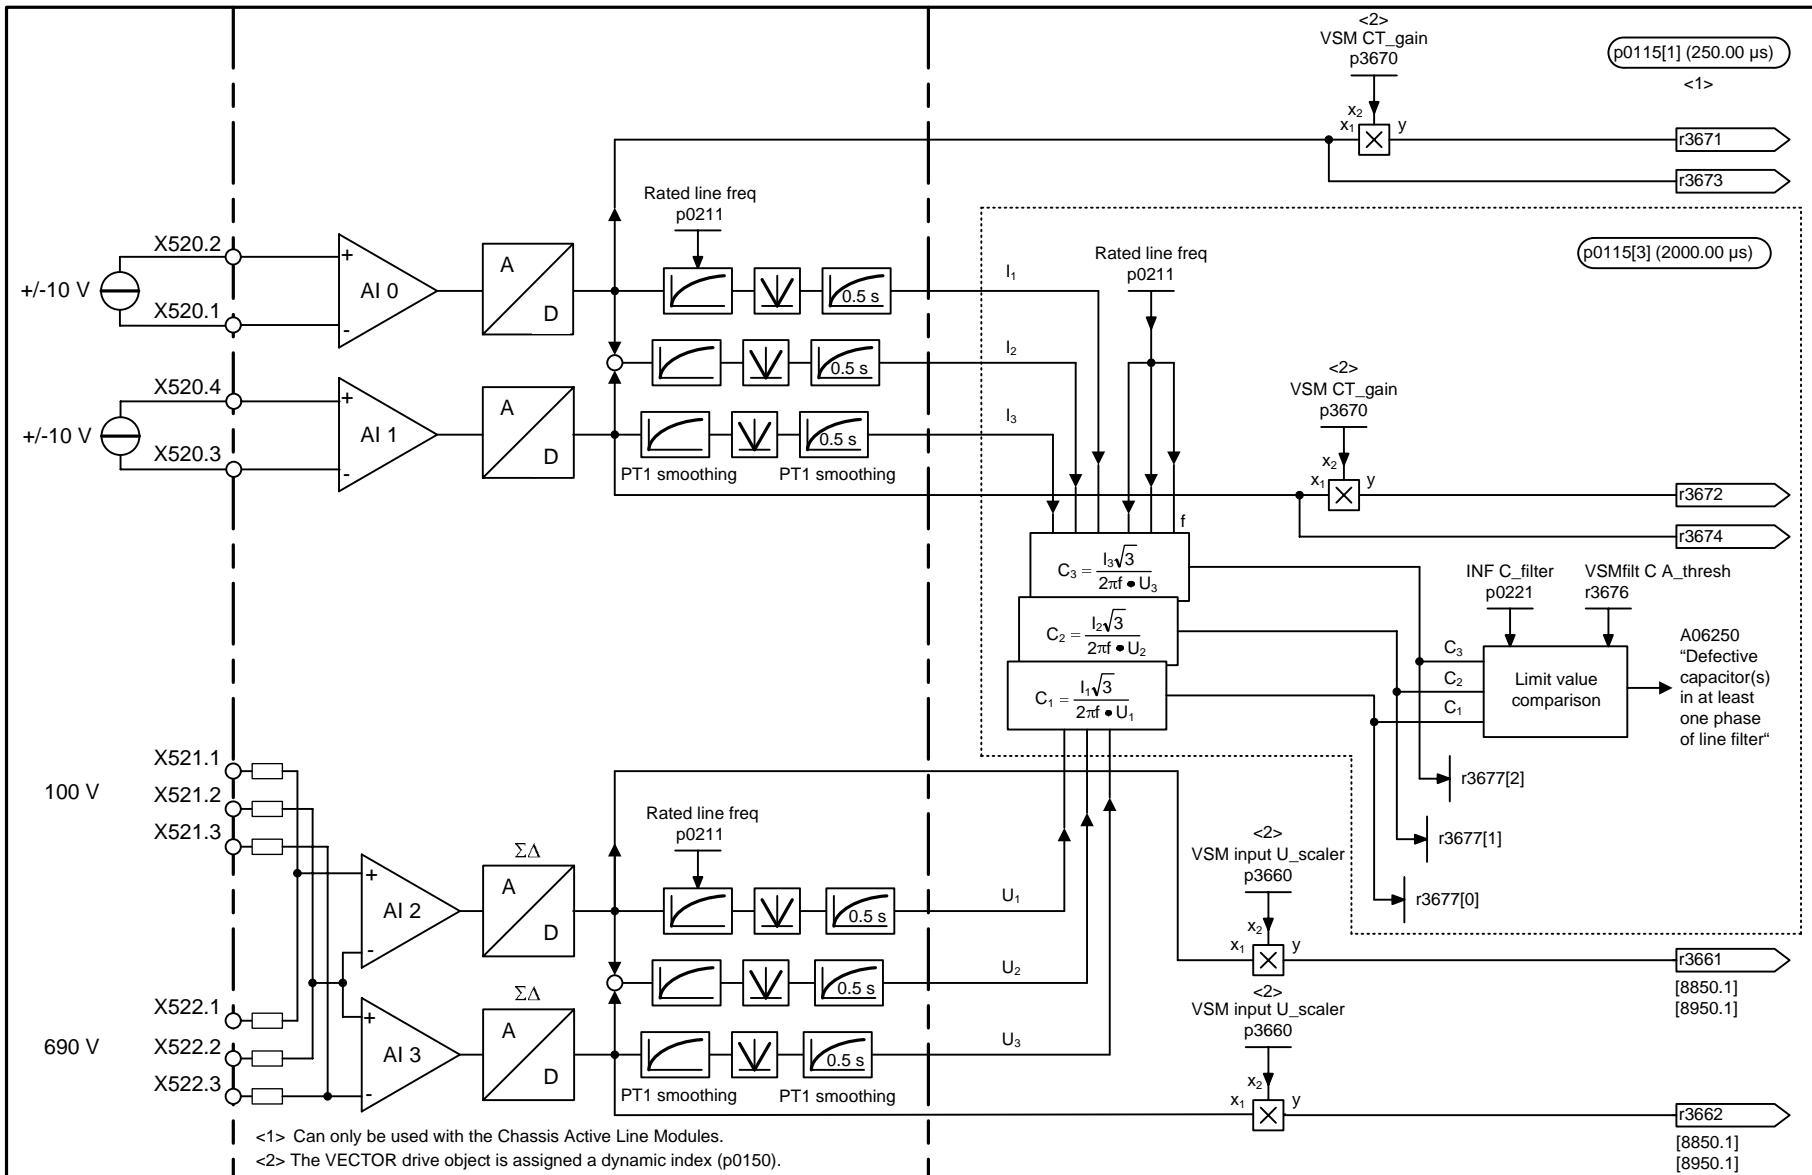 <2>
VSM CT_gain
p3670
p0115[1] (250.00 µs)
<1>
x₂
x₁
y
r3671
r3673
Rated line freq
p0211
p0115[3] (2000.00 µs)
Rated line freq
p0211
X520.2
+/-10 V
X520.1
+
-
AI 0
A
D
0.5 s
I₁
0.5 s
I₂
X520.4
+/-10 V
X520.3
+
-
AI 1
A
D
0.5 s
I₃
PT1 smoothing
PT1 smoothing
<2>
VSM CT_gain
p3670
x₂
x₁
y
r3672
r3674
f
C₃ = I₃√3 / 2πf • U₃
C₂ = I₂√3 / 2πf • U₂
C₁ = I₁√3 / 2πf • U₁
INF C_filter
p0221
VSMfilt C A_thresh
r3676
C₃
C₂
C₁
Limit value
comparison
A06250
“Defective
capacitor(s)
in at least
one phase
of line filter“
r3677[2]
r3677[1]
r3677[0]
100 V
X521.1
X521.2
X521.3
Rated line freq
p0211
ΣΔ
+
-
AI 2
A
D
0.5 s
U₁
0.5 s
U₂
690 V
X522.1
X522.2
X522.3
ΣΔ
+
-
AI 3
A
D
0.5 s
U₃
PT1 smoothing
PT1 smoothing
<2>
VSM input U_scaler
p3660
x₂
x₁
y
r3661
[8850.1]
[8950.1]
<2>
VSM input U_scaler
p3660
x₂
x₁
y
r3662
[8850.1]
[8950.1]
<1> Can only be used with the Chassis Active Line Modules.
<2> The VECTOR drive object is assigned a dynamic index (p0150).